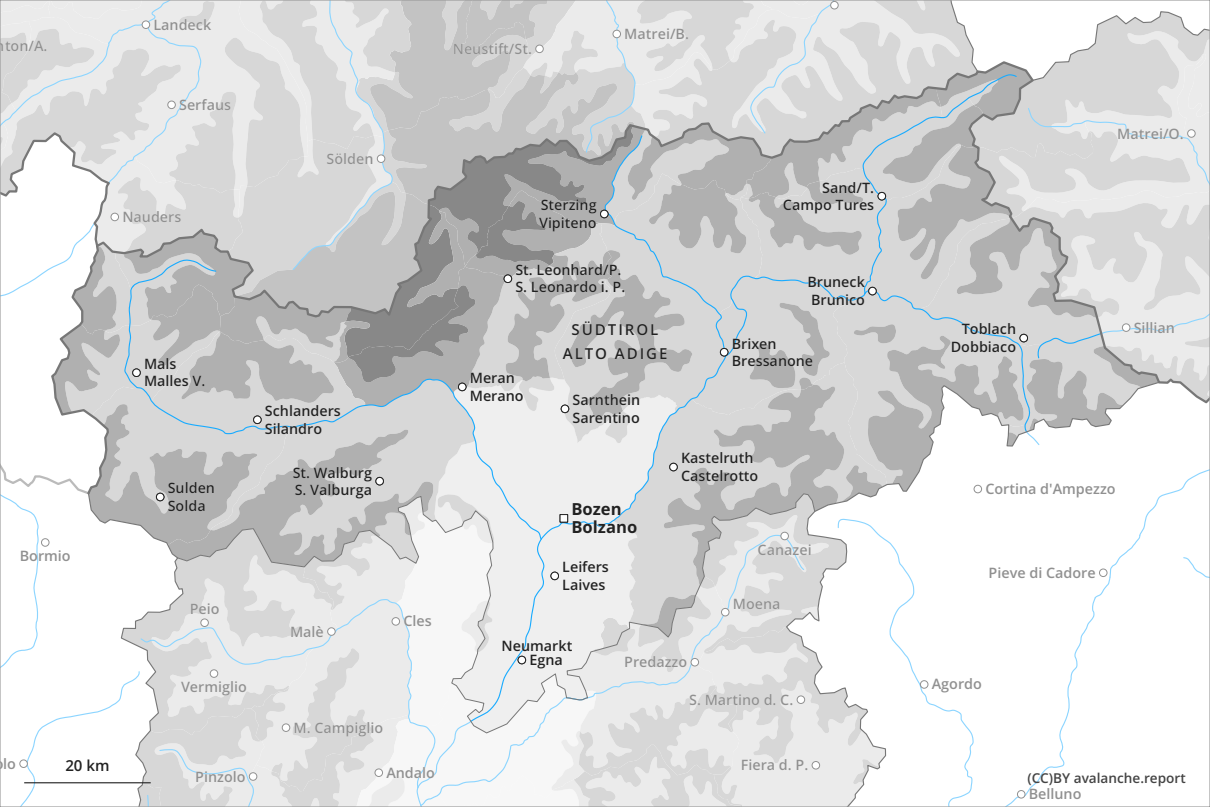 Landeck
Matrei/B.
nton/A.
Neustift/St.
Serfaus
Matrei/O.
Sölden
Sand/T.
Campo Tures
Sterzing
Vipiteno
Nauders
St. Leonhard/P.
S. Leonardo i. P.
Bruneck
Brunico
SÜDTIROL
ALTO ADIGE
Toblach
Dobbiaco
Sillian
Brixen
Bressanone
Mals
Malles V.
Meran
Merano
Sarnthein
Sarentino
Schlanders
Silandro
Kastelruth
Castelrotto
St. Walburg
S. Valburga
Sulden
Solda
Cortina d'Ampezzo
Bozen
Bolzano
Bormio
Canazei
Leifers
Laives
Pieve di Cadore
Peio
Moena
Cles
Malè
Neumarkt
Egna
Predazzo
Vermiglio
Agordo
S. Martino d. C.
M. Campiglio
20 km
olo
Pinzolo
Andalo
Fiera d. P.
(CC)BY avalanche.report
Belluno